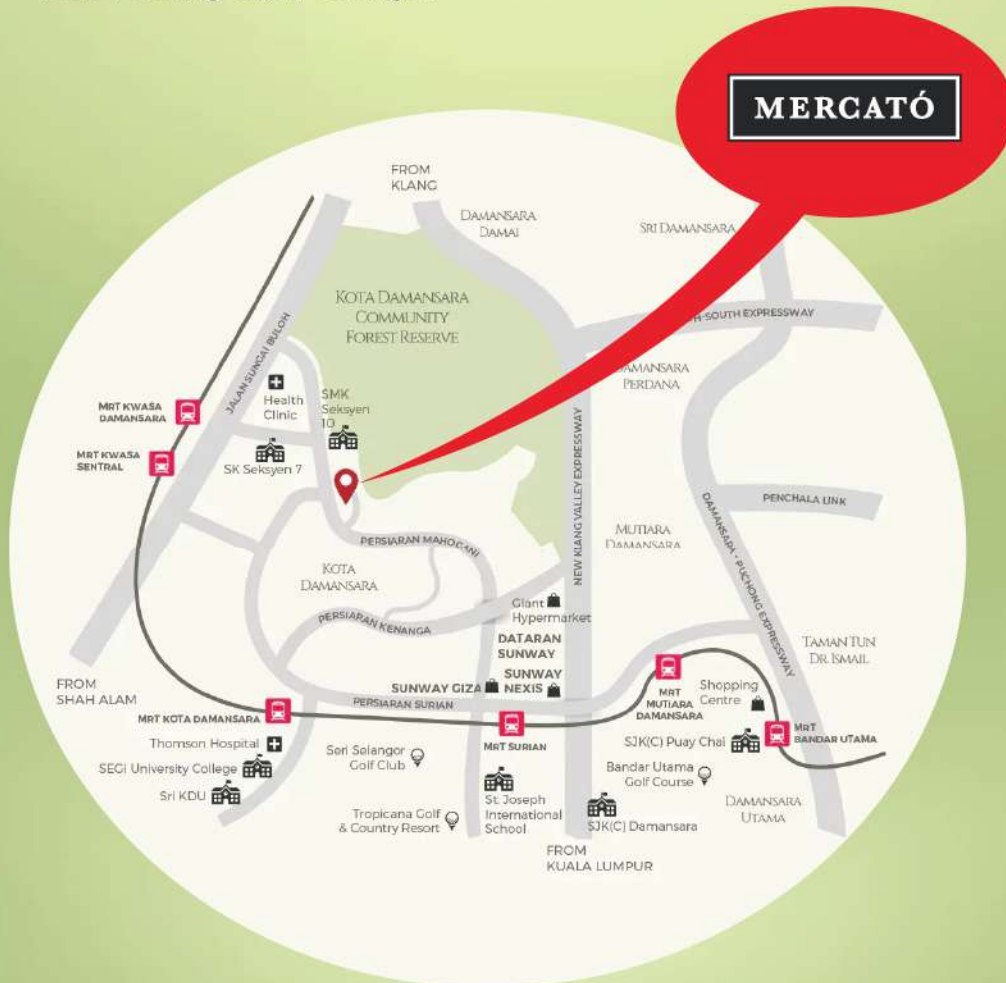 MERCATÓ
FROM
KLANG
DAMANSARA
DAMAI
SRI DAMANSARA
KOTA DAMANSARA
COMMUNITY
FOREST RESERVE
H-SOUTH EXPRESSWAY
DAMANSARA
PERDANA
JALAN SUNGAI BULOH
Health
Clinic
SMK
Seksyen
10
MRT KWASA
DAMANSARA
MRT KWASA
SENTRAL
SK Seksyen 7
NEW KLANG VALLEY EXPRESSWAY
PENCHALA LINK
DAMANSARA - PUCHONG EXPRESSWAY
MUTIARA
DAMANSARA
PERSIARAN MAHOGANI
KOTA
DAMANSARA
PERSIARAN KENANGA
Giant
Hypermarket
DATARAN
SUNWAY
SUNWAY
NEXIS
SUNWAY GIZA
TAMAN TUN
DR. ISMAIL
FROM
SHAH ALAM
PERSIARAN SURIAN
MRT KOTA DAMANSARA
MRT
MUTIARA
DAMANSARA
Shopping
Centre
MRT
BANDAR UTAMA
MRT SURIAN
SJK(C) Puay Chai
Thomson Hospital
SEGi University College
Sri KDU
Seri Selangor
Golf Club
Bandar Utama
Golf Course
Tropicana Golf
& Country Resort
St. Joseph
International
School
SJK(C) Damansara
DAMANSARA
UTAMA
FROM
KUALA LUMPUR